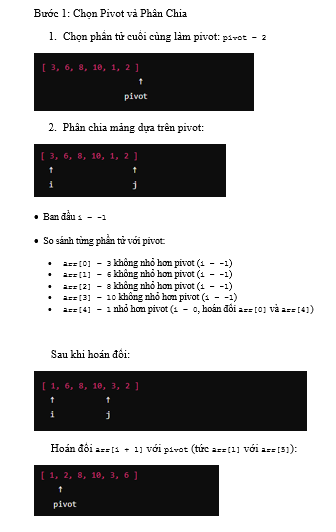 Bước 1: Chọn Pivot và Phân Chia
1. Chọn phần tử cuối cùng làm pivot: pivot = 2
[ 3, 6, 8, 10, 1, 2 ]
↑
pivot
2. Phân chia mảng dựa trên pivot:
[ 3, 6, 8, 10, 1, 2 ]
↑ ↑
i j
• Ban đầu i = -1
• So sánh từng phần tử với pivot:
• arr[0] = 3 không nhỏ hơn pivot (i = -1)
• arr[1] = 6 không nhỏ hơn pivot (i = -1)
• arr[2] = 8 không nhỏ hơn pivot (i = -1)
• arr[3] = 10 không nhỏ hơn pivot (i = -1)
• arr[4] = 1 nhỏ hơn pivot (i = 0, hoán đổi arr[0] và arr[4])
Sau khi hoán đổi:
[ 1, 6, 8, 10, 3, 2 ]
↑ ↑
i j
Hoán đổi arr[i + 1] với pivot (tức arr[1] với arr[5]):
[ 1, 2, 8, 10, 3, 6 ]
↑
pivot